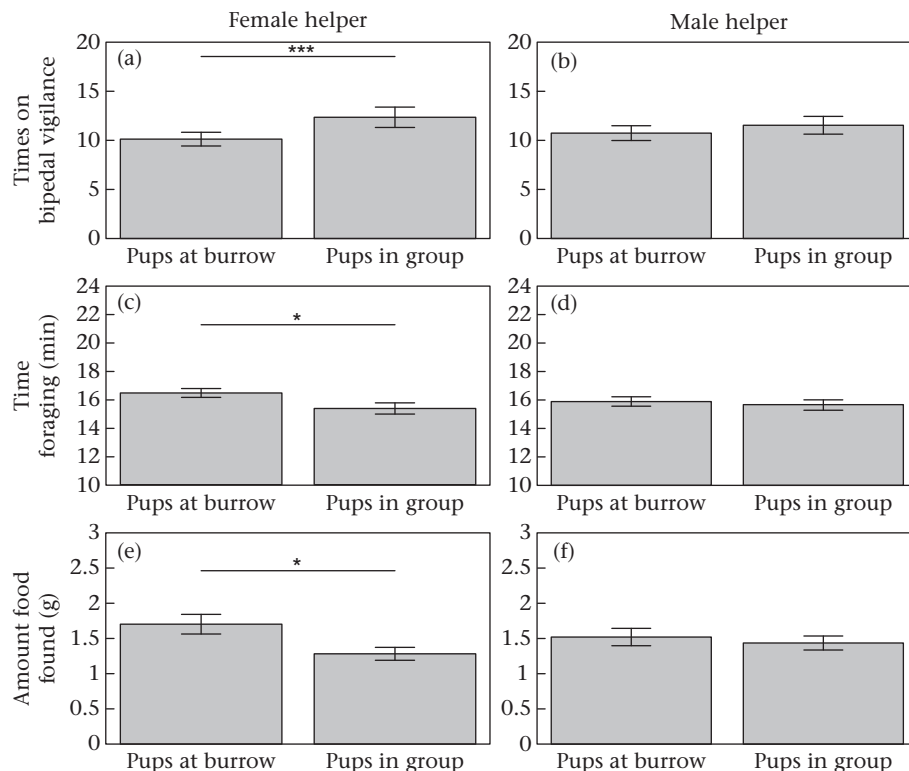 Female helper
Male helper
Times on
bipedal vigilance
20
15
10
5
0
(a)
***
Pups at burrow
Pups in group
20
15
10
5
0
(b)
Pups at burrow
Pups in group
Time
foraging (min)
24
22
20
18
16
14
12
10
(c)
*
Pups at burrow
Pups in group
24
22
20
18
16
14
12
10
(d)
Pups at burrow
Pups in group
Amount food
found (g)
3
2.5
2
1.5
1
0.5
0
(e)
*
Pups at burrow
Pups in group
3
2.5
2
1.5
1
0.5
0
(f)
Pups at burrow
Pups in group